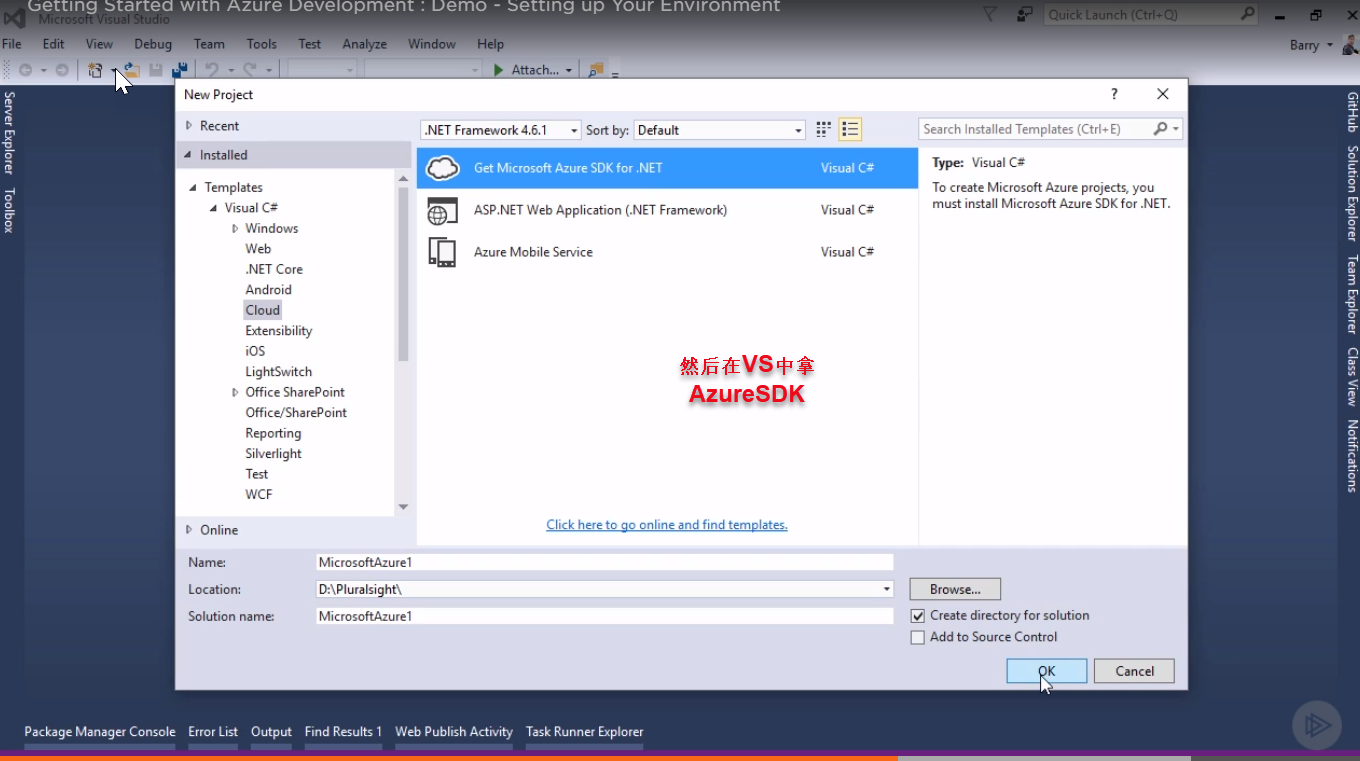 Getting Started with Azure Development : Demo - Setting up Your Environment
Microsoft Visual Studio
Quick Launch (Ctrl+Q)
File Edit View Debug Team Tools Test Analyze Window Help
Barry
Attach...
Server Explorer
Toolbox
New Project
?
Recent
.NET Framework 4.6.1
Sort by: Default
Search Installed Templates (Ctrl+E)
Installed
Templates
Visual C#
Windows
Web
.NET Core
Android
Cloud
Extensibility
iOS
LightSwitch
Office SharePoint
Office/SharePoint
Reporting
Silverlight
Test
WCF
Online
Get Microsoft Azure SDK for .NET Visual C#
ASP.NET Web Application (.NET Framework) Visual C#
Azure Mobile Service Visual C#
然后在VS中拿
AzureSDK
Click here to go online and find templates.
Type: Visual C#
To create Microsoft Azure projects, you
must install Microsoft Azure SDK for .NET.
Name: MicrosoftAzure1
Location: D:\Pluralsight\
Browse...
Solution name: MicrosoftAzure1
Create directory for solution
Add to Source Control
OK Cancel
GitHub
Solution Explorer
Team Explorer
Class View
Notifications
Package Manager Console Error List Output Find Results 1 Web Publish Activity Task Runner Explorer